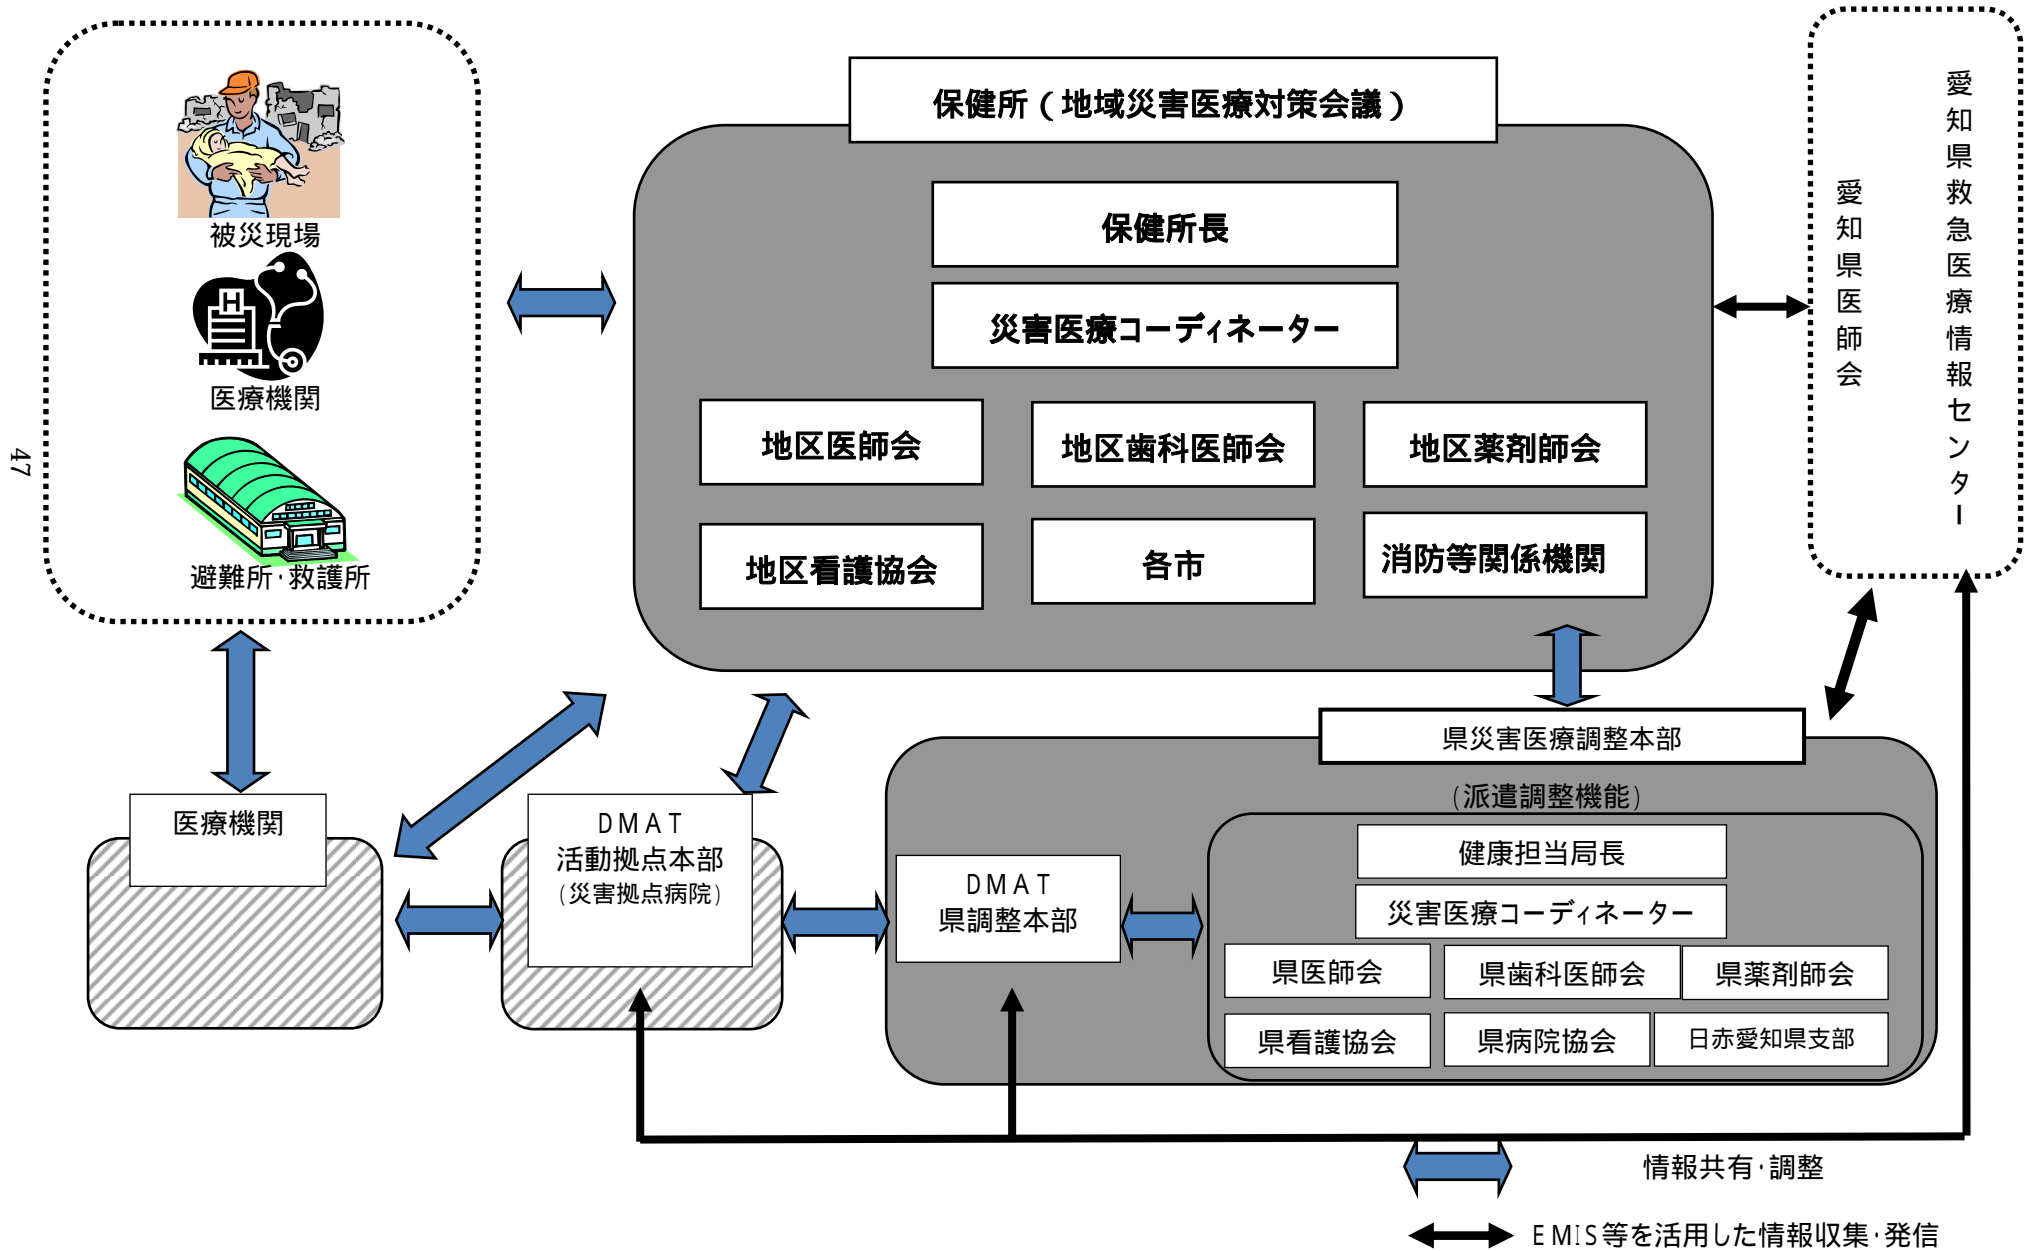 保健所（地域災害医療対策会議）
保健所長
災害医療コーディネーター
地区医師会
地区歯科医師会
地区薬剤師会
地区看護協会
各市
消防等関係機関
被災現場
H
医療機関
避難所・救護所
愛知県救急医療情報センター
愛知県医師会
47
県災害医療調整本部
（派遣調整機能）
健康担当局長
災害医療コーディネーター
県医師会
県歯科医師会
県薬剤師会
県看護協会
県病院協会
日赤愛知県支部
医療機関
DMAT
活動拠点本部
（災害拠点病院）
DMAT
県調整本部
情報共有・調整
EMIS等を活用した情報収集・発信